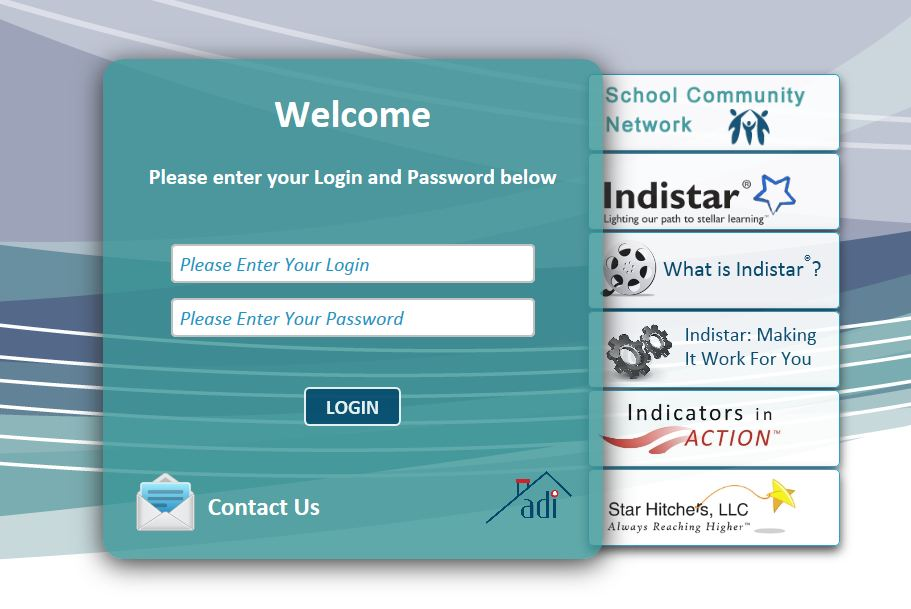 Welcome
Please enter your Login and Password below
Please Enter Your Login
Please Enter Your Password
LOGIN
Contact Us
adi
School Community
Network
Indistar®
Lighting our path to stellar learning™
What is Indistar®?
Indistar: Making
It Work For You
Indicators in
ACTION™
Star Hitchers, LLC
Always Reaching Higher™